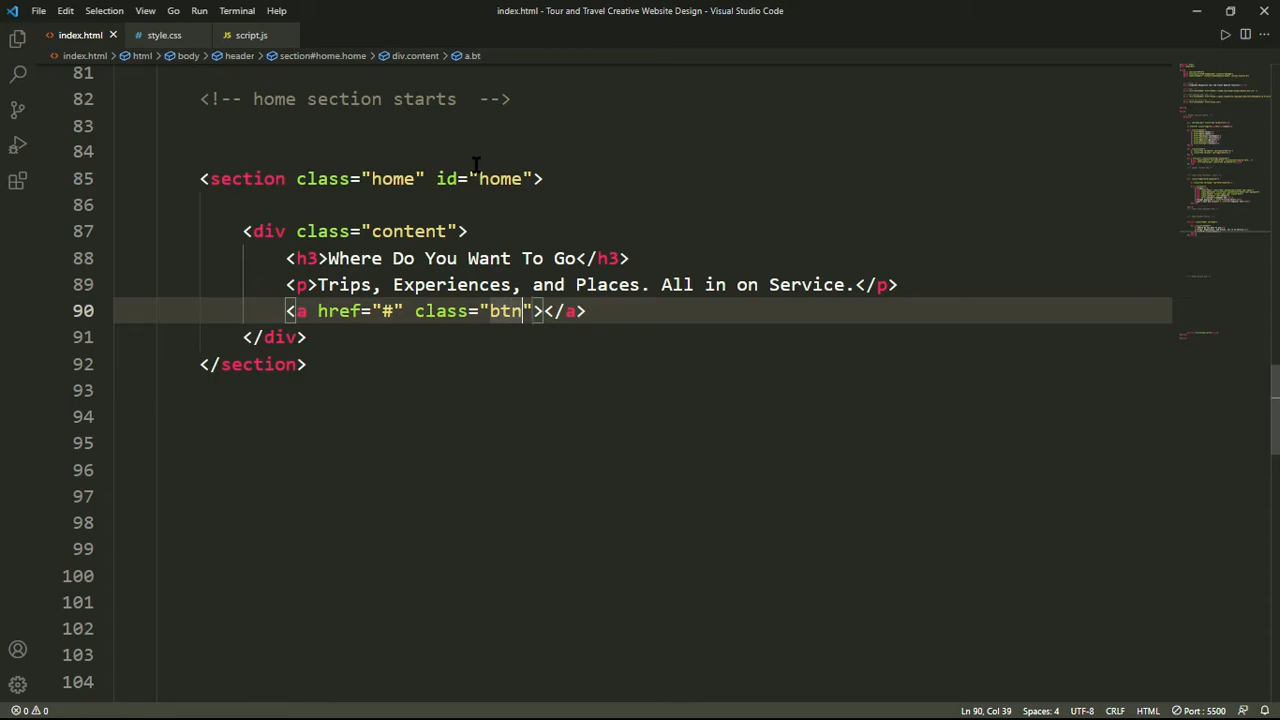 File Edit Selection View Go Run Terminal Help
index.html - Tour and Travel Creative Website Design - Visual Studio Code
index.html style.css script.js
index.html > html > body > header > section#home.home > div.content > a.bt
81
82 <!-- home section starts -->
83
84
85 <section class="home" id="home">
86
87 <div class="content">
88 <h3>Where Do You Want To Go</h3>
89 <p>Trips, Experiences, and Places. All in on Service.</p>
90 <a href="#" class="btn"></a>
91 </div>
92 </section>
93
94
95
96
97
98
99
100
101
102
103
104
0 0 Ln 90, Col 39 Spaces: 4 UTF-8 CRLF HTML Port : 5500